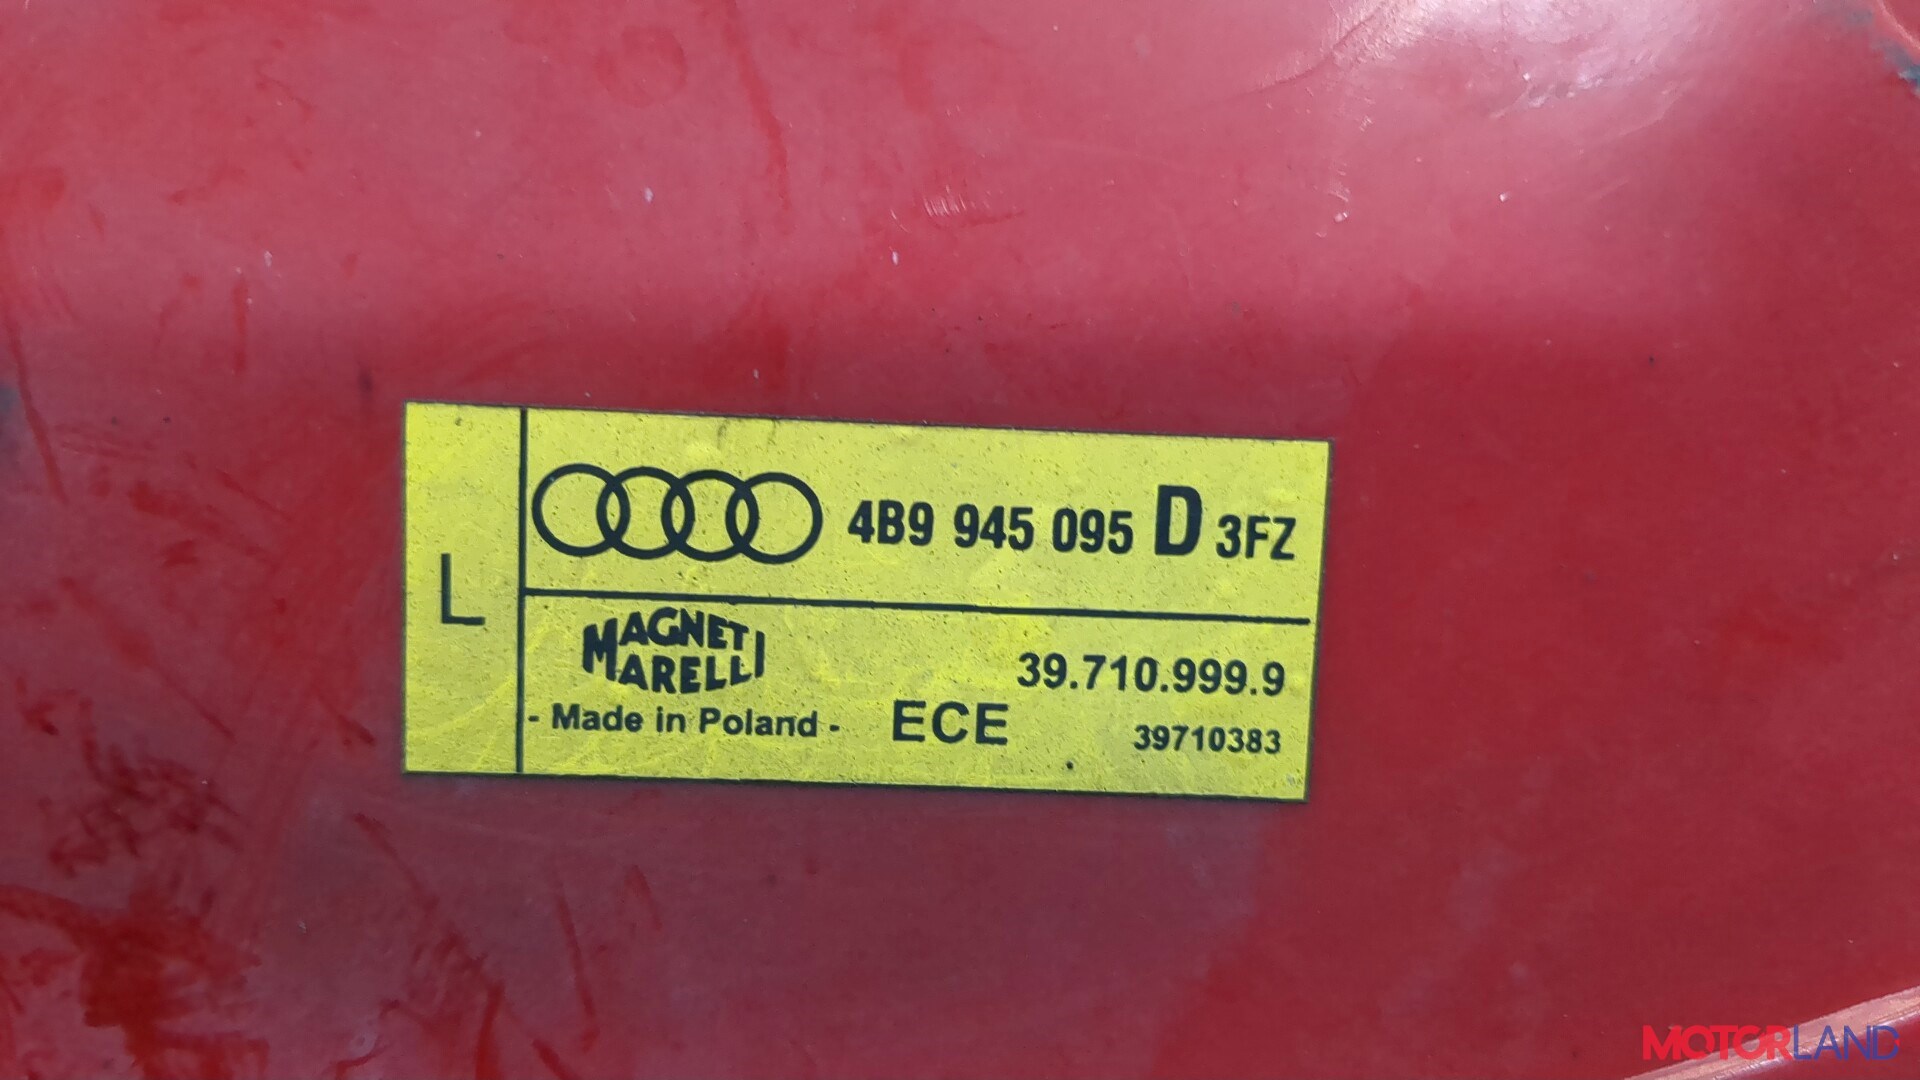 L
4B9 945 095 D 3FZ
MAGNETI
MARELLI
39.710.999.9
- Made in Poland - ECE
39710383
MOTORLAND